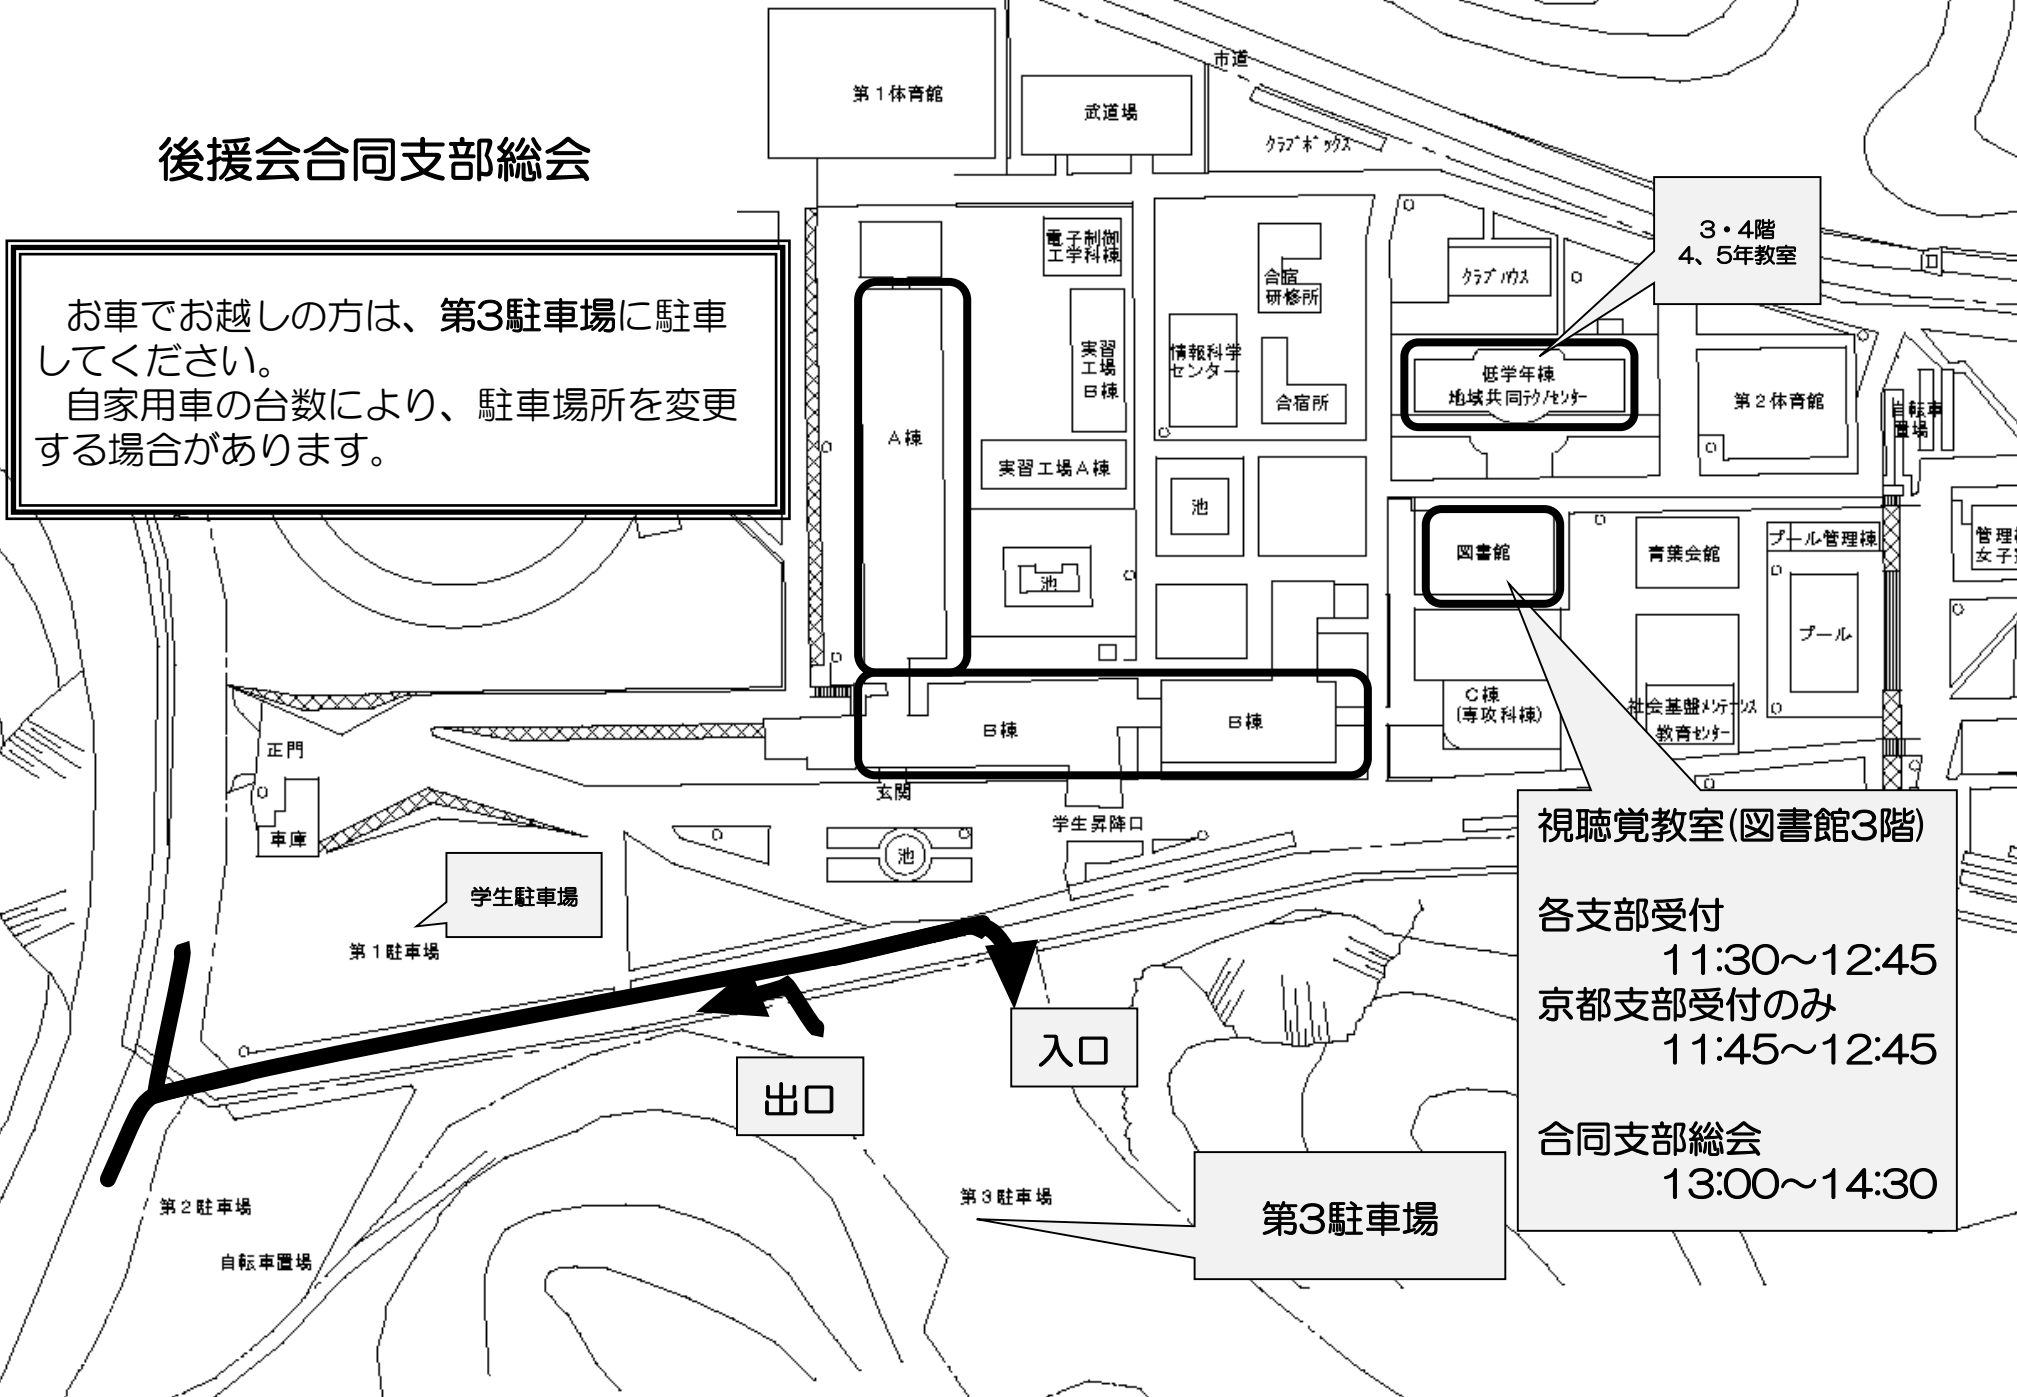 後援会合同支部総会
お車でお越しの方は、第3駐車場に駐車
してください。
自家用車の台数により、駐車場所を変更
する場合があります。
第1体育館
武道場
市道
クラブボックス
3・4階
4、5年教室
電子制御
工学科棟
合宿
研修所
クラブハウス
実習
工場
B棟
情報科学
センター
合宿所
低学年棟
地域共同テクノセンター
第2体育館
自転車
置場
A棟
実習工場A棟
池
池
図書館
青葉会館
プール管理棟
管理
女子
プール
C棟
(専攻科棟)
社会基盤メンテナンス
教育センター
B棟
B棟
正門
車庫
玄関
学生昇降口
池
学生駐車場
第1駐車場
視聴覚教室(図書館3階)
各支部受付
11:30～12:45
京都支部受付のみ
11:45～12:45
合同支部総会
13:00～14:30
入口
出口
第2駐車場
自転車置場
第3駐車場
第3駐車場